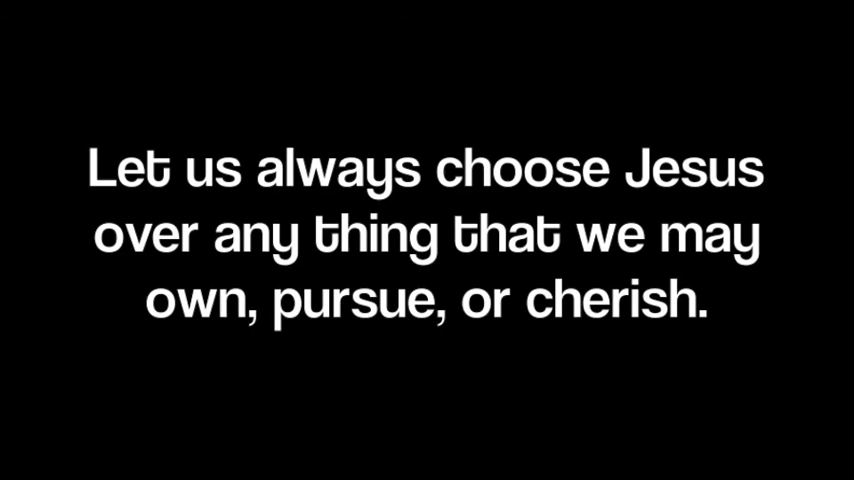 Let us always choose Jesus
over any thing that we may
own, pursue, or cherish.